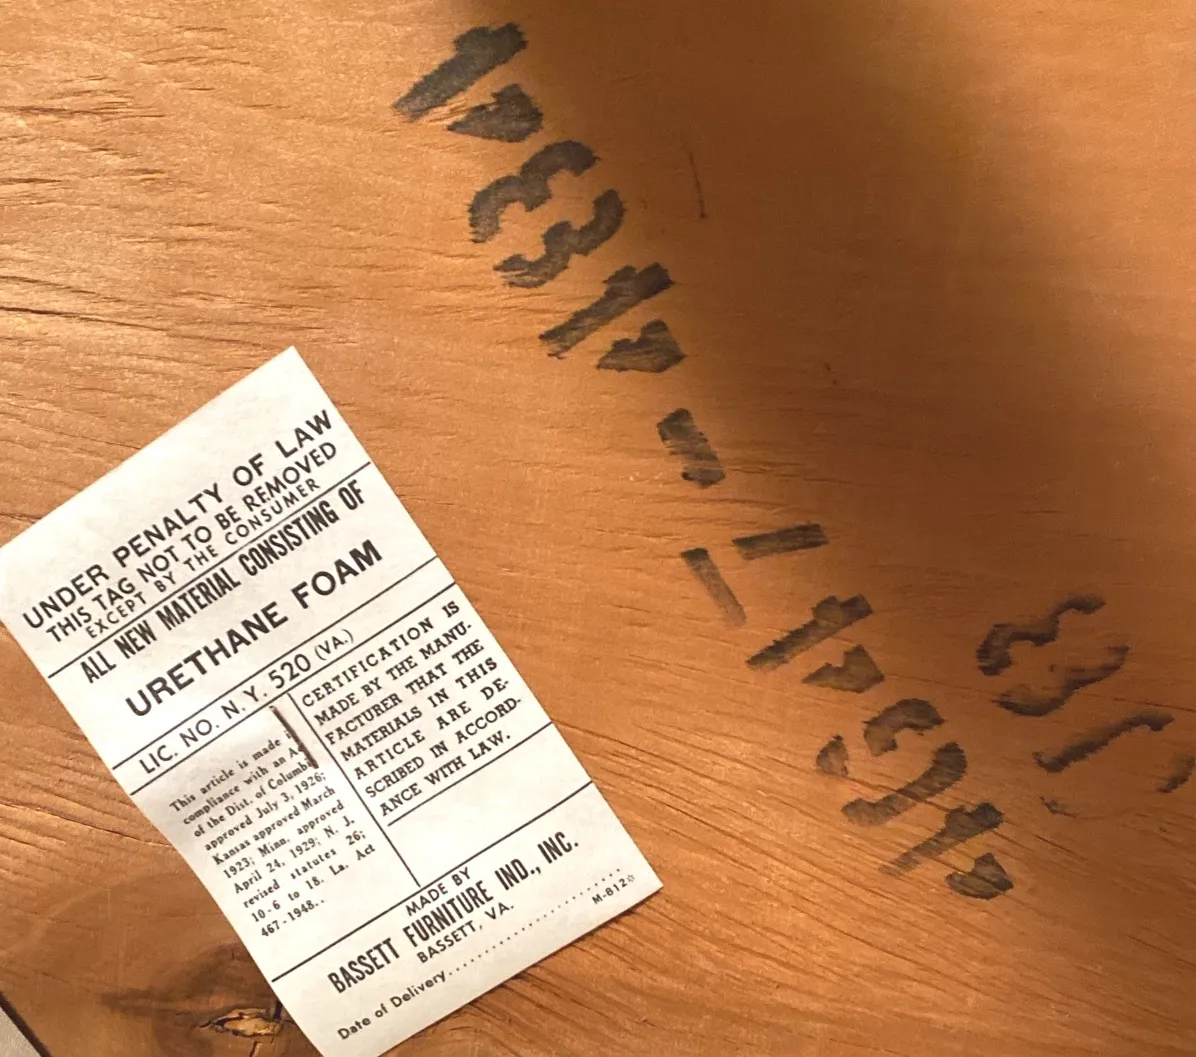 UNDER PENALTY OF LAW
THIS TAG NOT TO BE REMOVED
EXCEPT BY THE CONSUMER
ALL NEW MATERIAL CONSISTING OF
URETHANE FOAM
LIC. NO. N. Y. 520 (VA.)
This article is made
compliance with an
of the Dist. of
approved July 3, 1926;
Kansas approved March
1923; Minn. approved
April 24, 1929; N. J.
revised statutes 26;
10-6 to 18. La. Act
467-1948..
CERTIFICATION IS
MADE BY THE MANU-
FACTURER THAT THE
MATERIALS IN THIS
ARTICLE ARE DE-
SCRIBED IN ACCORD-
ANCE WITH LAW.
MADE BY
BASSETT FURNITURE IND., INC.
BASSETT, VA.
M-812
Date of Delivery